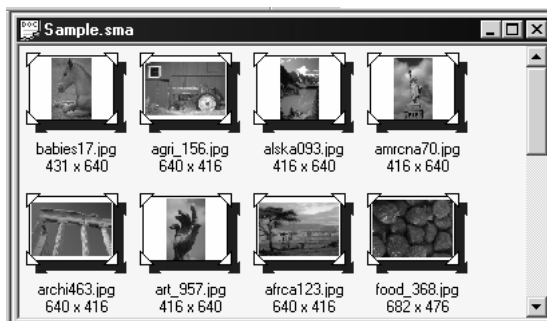 DOC
Sample.sma
babies17.jpg agri_156.jpg alska093.jpg amrcna70.jpg
431 x 640 640 x 416 416 x 640 416 x 640
archi463.jpg art_957.jpg afrca123.jpg food_368.jpg
640 x 416 416 x 640 640 x 416 682 x 476